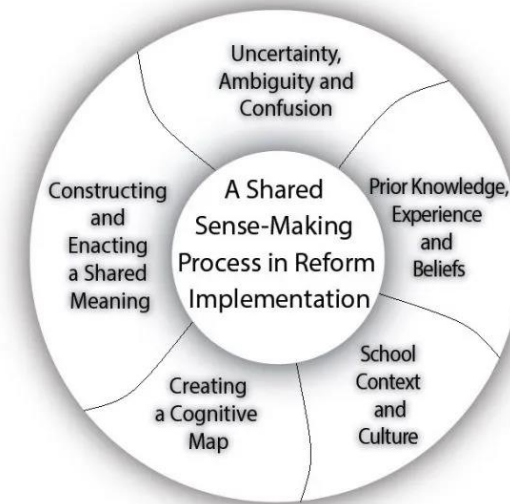 Uncertainty,
Ambiguity and
Confusion
Prior Knowledge,
Experience
and
Beliefs
School
Context
and
Culture
Creating
a Cognitive
Map
Constructing
and
Enacting
a Shared
Meaning
A Shared
Sense-Making
Process in Reform
Implementation